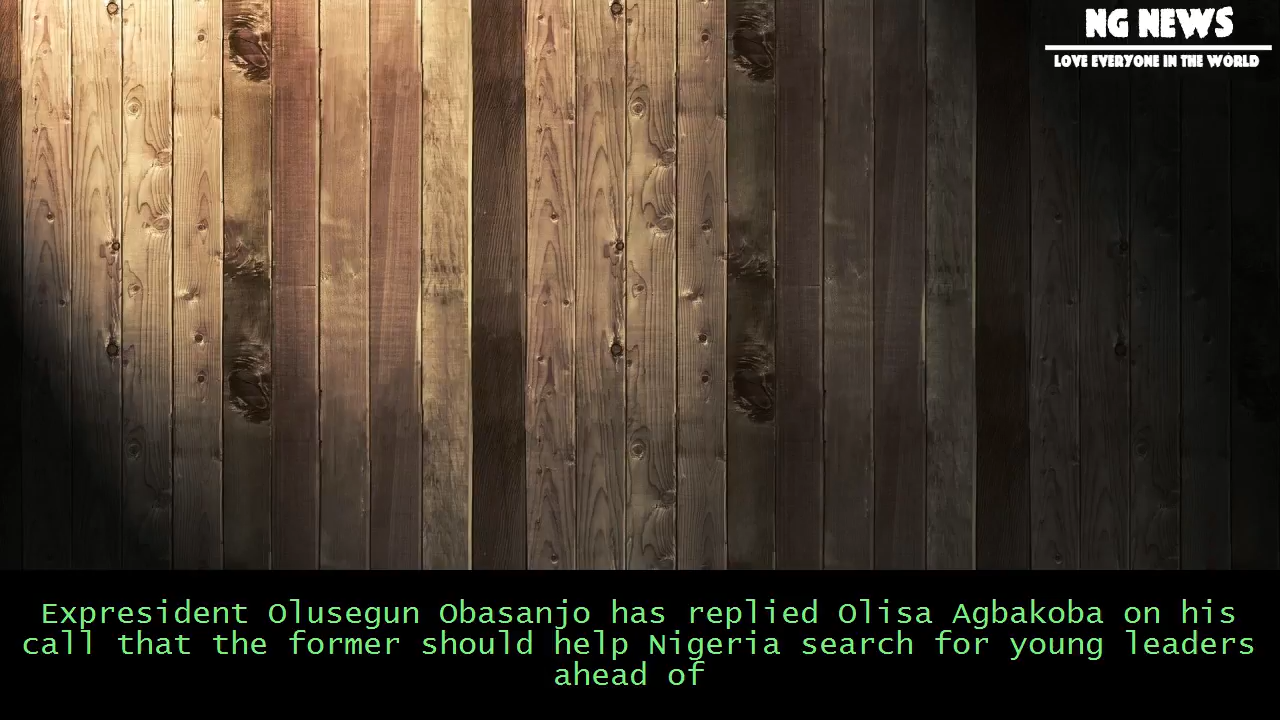 NG NEWS
LOVE EVERYONE IN THE WORLD
Expresident Olusegun Obasanjo has replied Olisa Agbakoba on his
call that the former should help Nigeria search for young leaders
ahead of